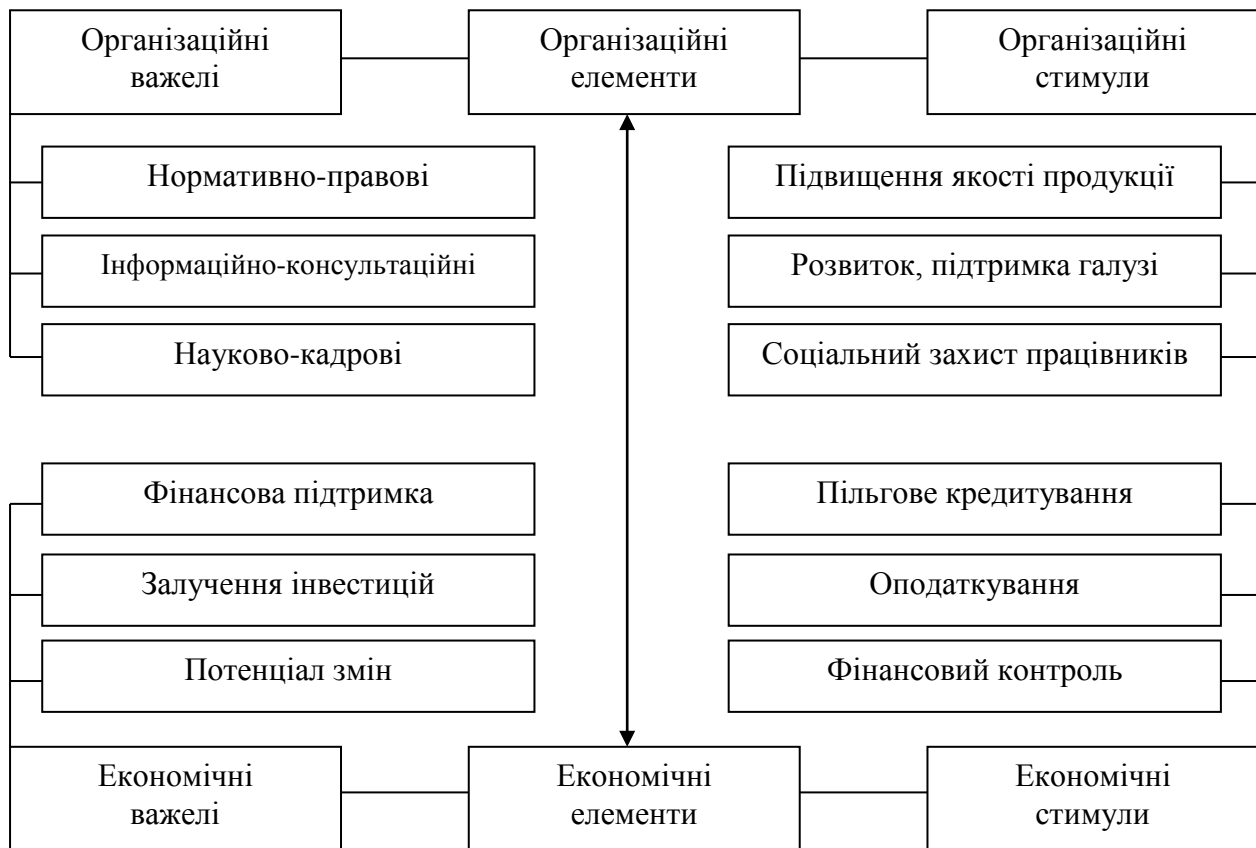 Організаційні
важелі
Організаційні
елементи
Організаційні
стимули
Нормативно-правові
Підвищення якості продукції
Інформаційно-консультаційні
Розвиток, підтримка галузі
Науково-кадрові
Соціальний захист працівників
Фінансова підтримка
Пільгове кредитування
Залучення інвестицій
Оподаткування
Потенціал змін
Фінансовий контроль
Економічні
важелі
Економічні
елементи
Економічні
стимули